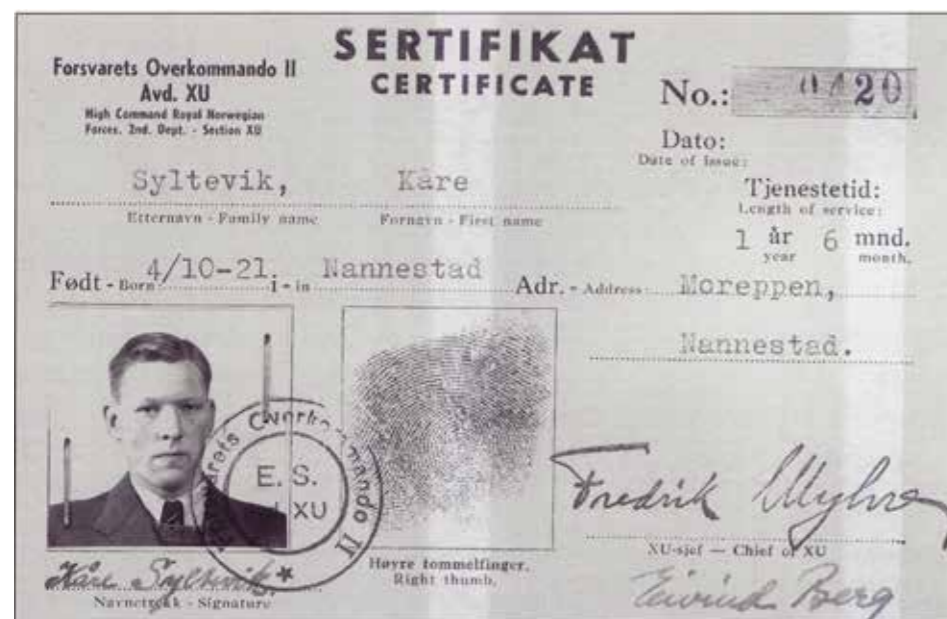 SERTIFIKAT
CERTIFICATE
Forsvarets Overkommando II
Avd. XU
High Command Royal Norwegian
Forces. 2nd. Dept. - Section XU
No.: 0420
Dato:
Date of Issue:
Syltevik, Kåre
Etternavn - Family name Fornavn - First name
Tjenestetid:
Length of service:
1 år 6 mnd.
year month.
Født - Born 4/10-21. I - in Nannestad Adr. - Address: Moreppen,
Nannestad.
Forsvarets Overkommando II
E. S.
XU
Fredrik
XU-sjef — Chief of XU
Eivind Berg
Høyre tommelfinger.
Right thumb.
Kåre Syltevik.
Navnetrekk - Signature